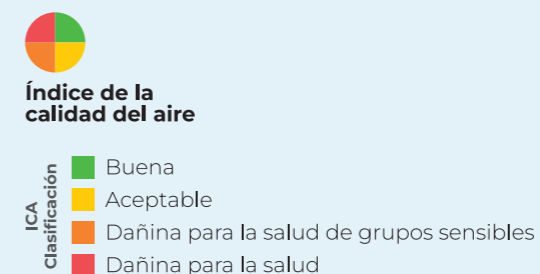 Índice de la
calidad del aire
ICA
Clasificación
Buena
Aceptable
Dañina para la salud de grupos sensibles
Dañina para la salud